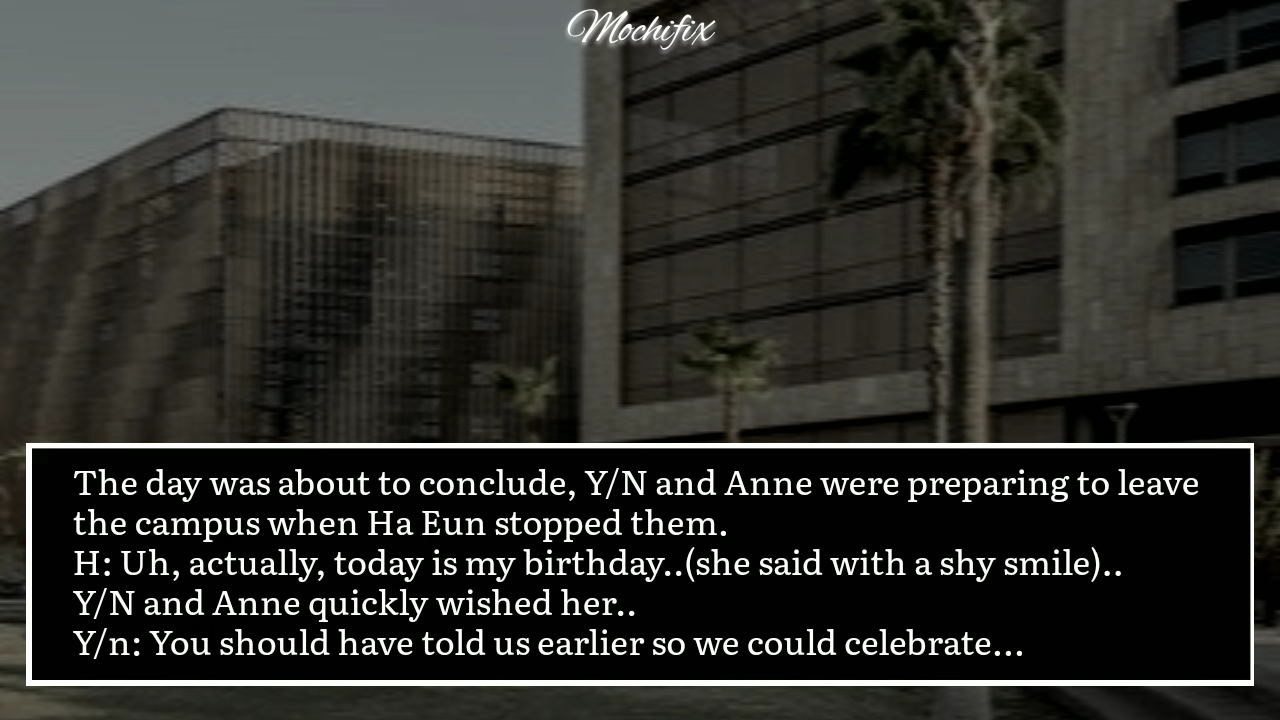 Mochifix
The day was about to conclude, Y/N and Anne were preparing to leave
the campus when Ha Eun stopped them.
H: Uh, actually, today is my birthday..(she said with a shy smile)..
Y/N and Anne quickly wished her..
Y/n: You should have told us earlier so we could celebrate...